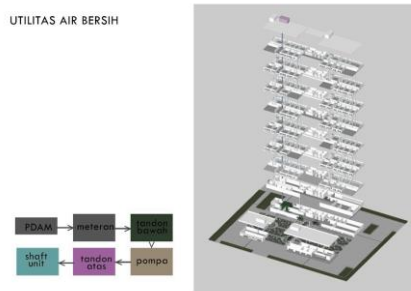 UTILITAS AIR BERSIH
PDAM
meteran
tandon
bawah
pompa
tandon
atas
shaft
unit